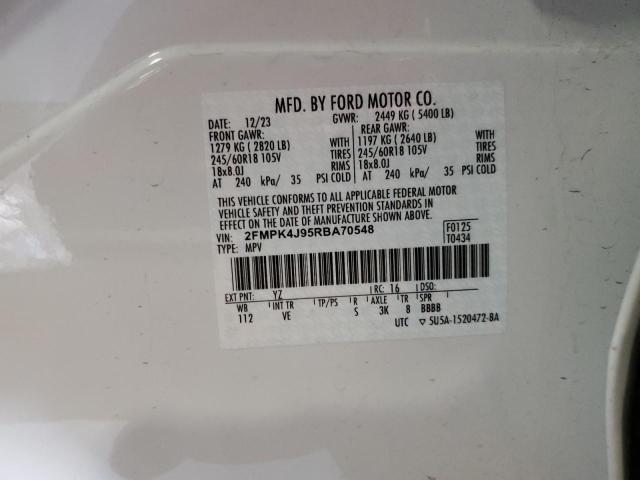 MFD. BY FORD MOTOR CO.
DATE: 12/23 GVWR: 2449 KG ( 5400 LB)
FRONT GAWR: REAR GAWR:
1279 KG ( 2820 LB) WITH 1197 KG ( 2640 LB) WITH
245/60R18 105V TIRES 245/60R18 105V TIRES
18x8.0J RIMS 18x8.0J RIMS
AT 240 kPa/ 35 PSI COLD AT 240 kPa/ 35 PSI COLD
THIS VEHICLE CONFORMS TO ALL APPLICABLE FEDERAL MOTOR
VEHICLE SAFETY AND THEFT PREVENTION STANDARDS IN
EFFECT ON THE DATE OF MANUFACTURE SHOWN ABOVE.
VIN: 2FMPK4J95RBA70548 F0125
TYPE: MPV T0434
EXT PNT: YZ RC: 16 DSO:
WB INT TR TP/PS R AXLE TR SPR
112 VE S 3K 8 BBBB
UTC ▽ SU5A-1520472-BA